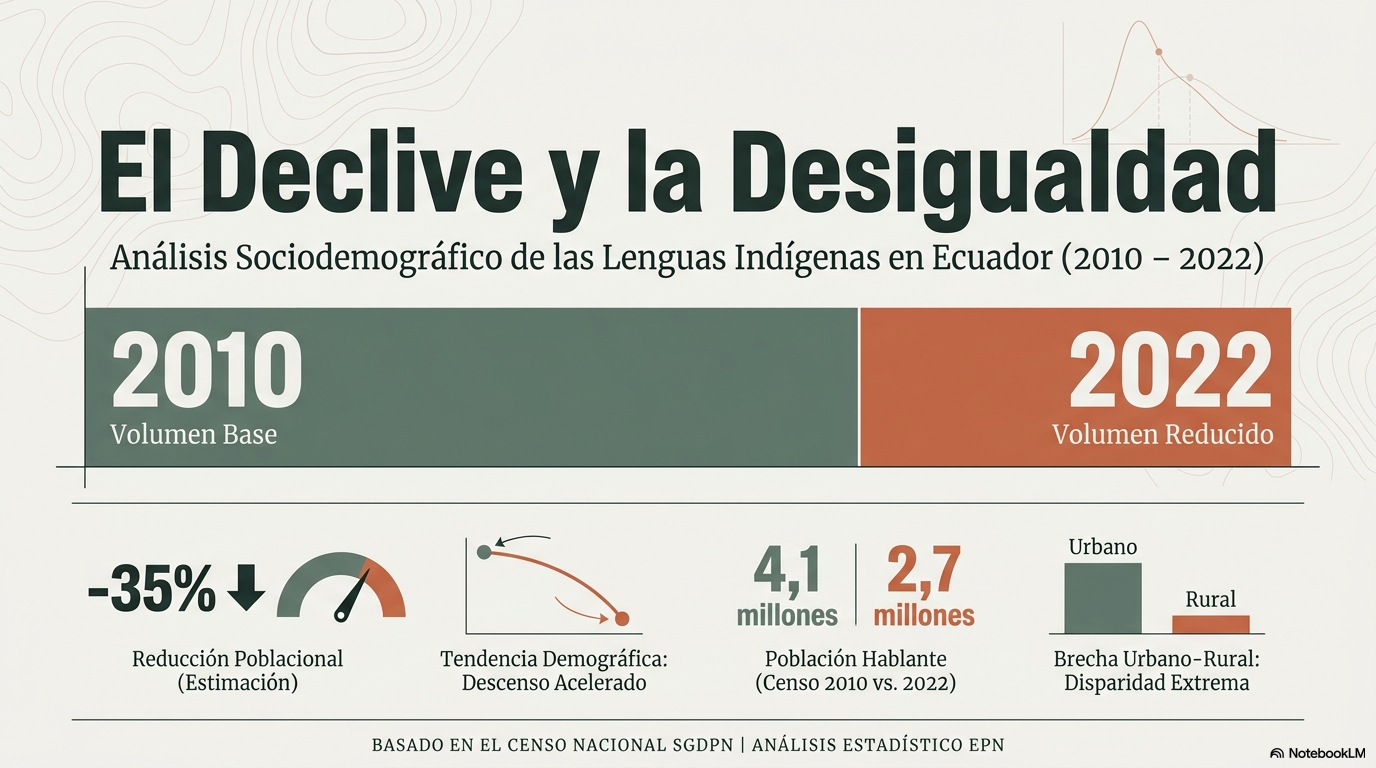 El Declive y la Desigualdad
Análisis Sociodemográfico de las Lenguas Indígenas en Ecuador (2010 – 2022)
2010
Volumen Base
2022
Volumen Reducido
-35%
Reducción Poblacional
(Estimación)
Tendencia Demográfica:
Descenso Acelerado
4,1
millones
2,7
millones
Población Hablante
(Censo 2010 vs. 2022)
Urbano
Rural
Brecha Urbano-Rural:
Disparidad Extrema
BASADO EN EL CENSO NACIONAL SGDPN | ANÁLISIS ESTADÍSTICO EPN
NotebookLM